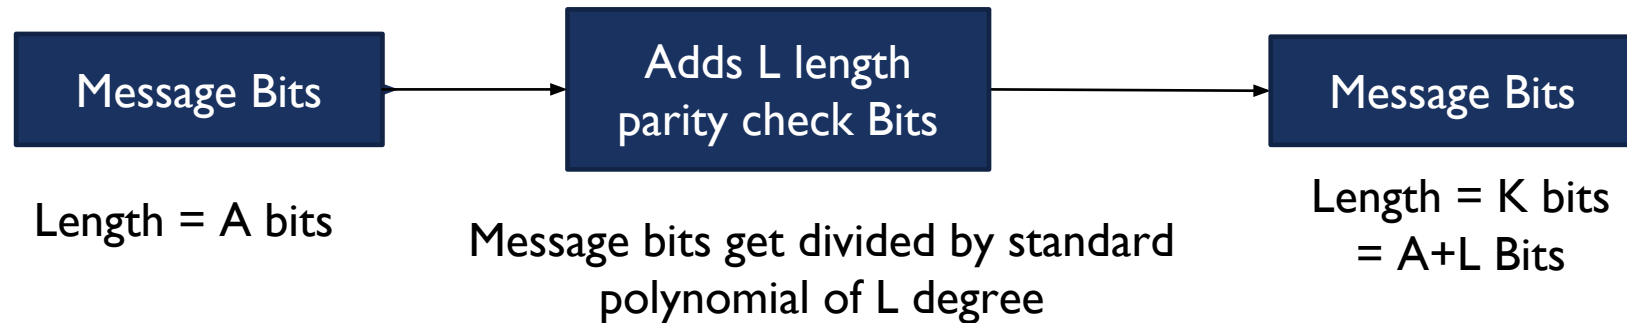 Message Bits
Adds L length
parity check Bits
Message Bits
Length = A bits
Message bits get divided by standard
polynomial of L degree
Length = K bits
= A+L Bits